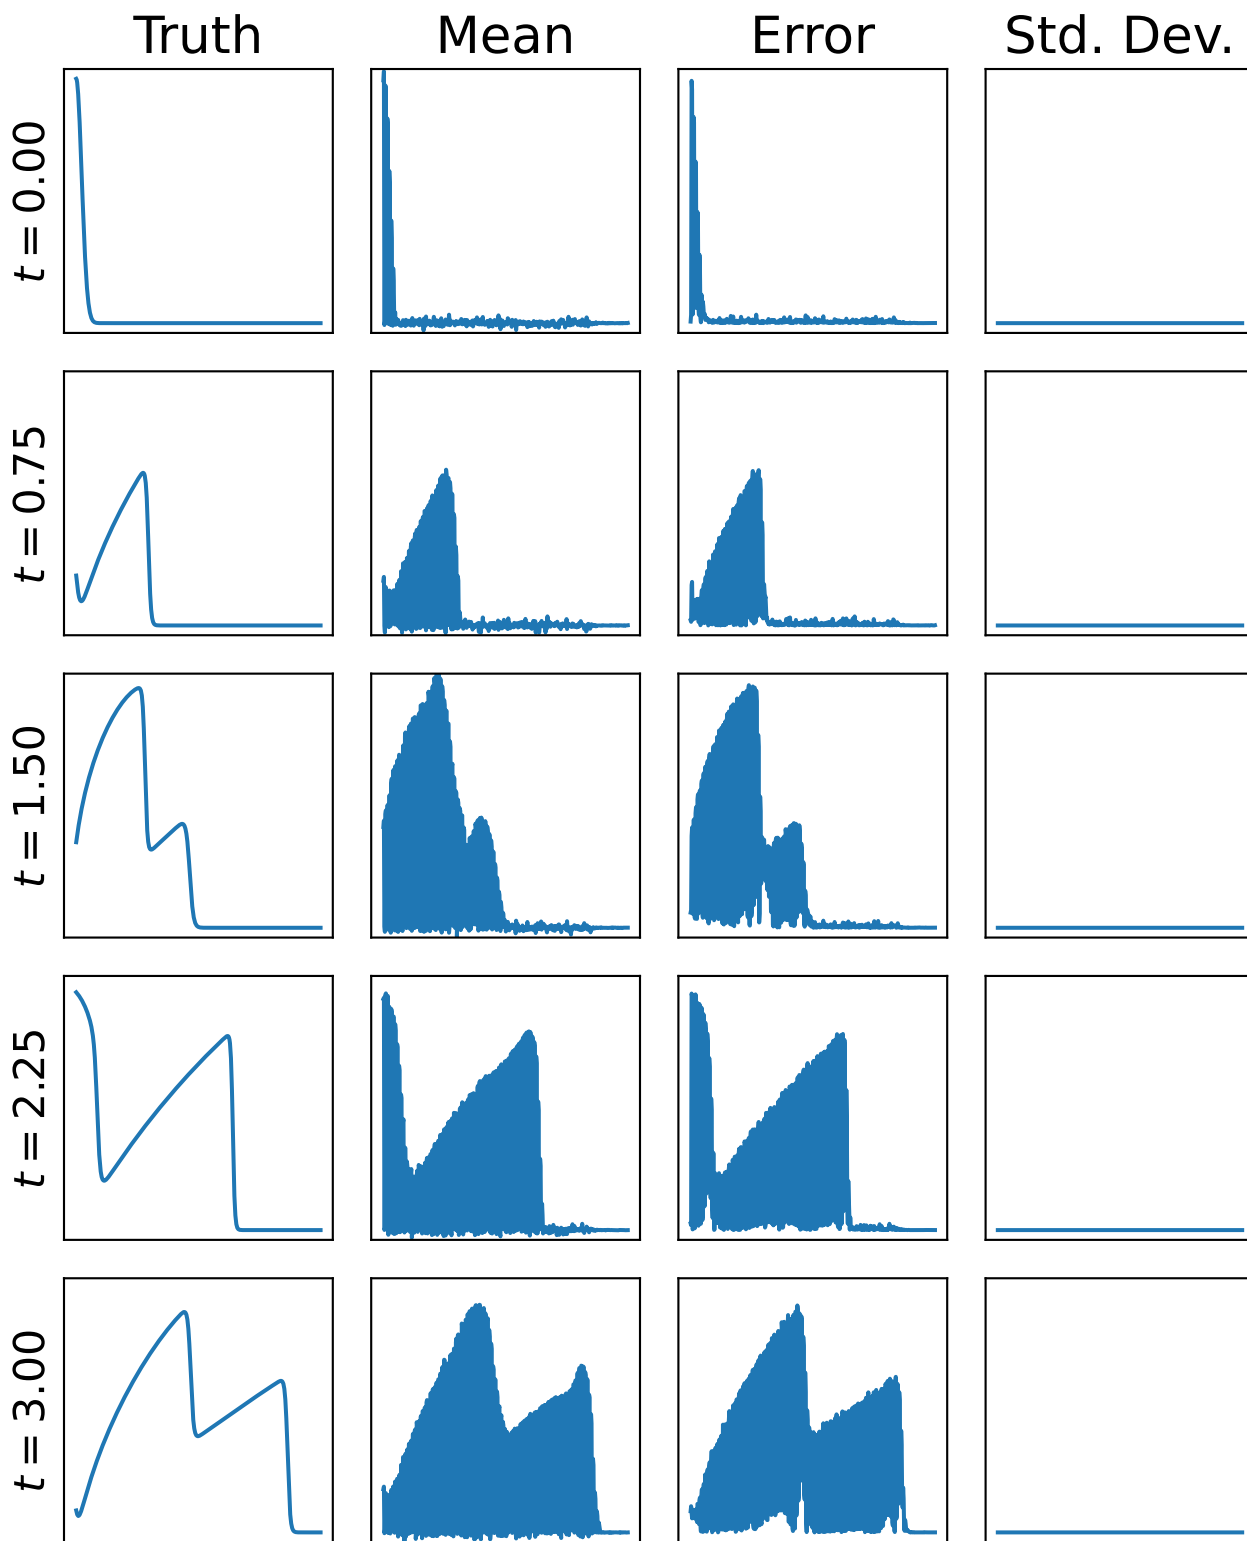 Truth Mean Error Std. Dev.
t = 0.00
t = 0.75
t = 1.50
t = 2.25
t = 3.00